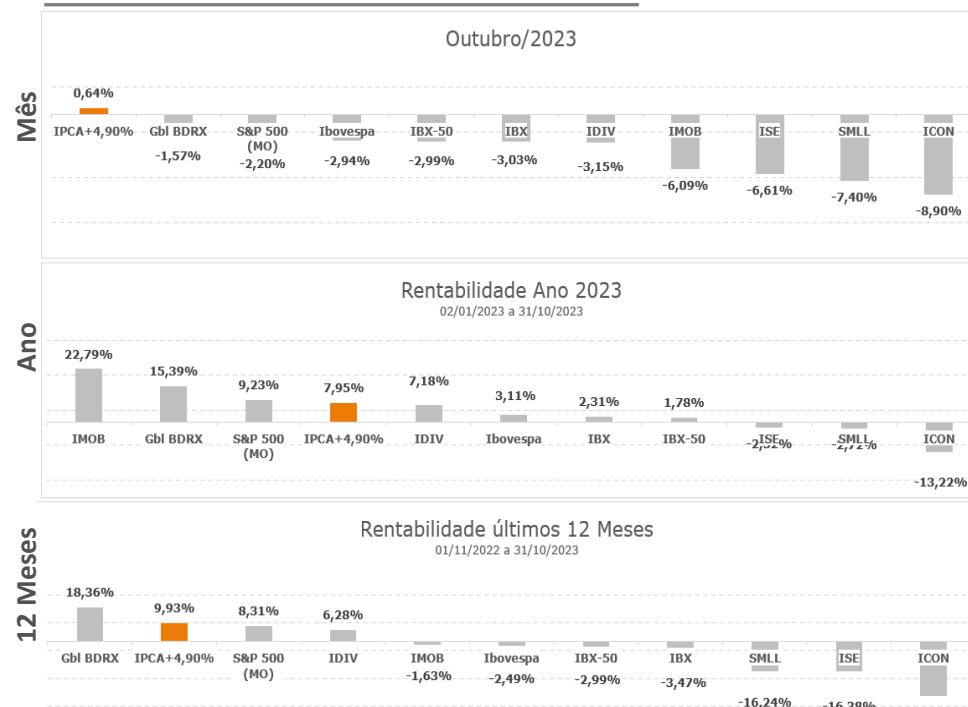 Outubro/2023
Mês
0,64%
IPCA+4,90% Gbl BDRX S&P 500 (MO) Ibovespa IBX-50 IBX IDIV IMOB ISE SMLL ICON
-1,57% -2,20% -2,94% -2,99% -3,03% -3,15% -6,09% -6,61% -7,40% -8,90%
Rentabilidade Ano 2023
02/01/2023 a 31/10/2023
Ano
22,79% 15,39% 9,23% 7,95% 7,18% 3,11% 2,31% 1,78%
IMOB Gbl BDRX S&P 500 (MO) IPCA+4,90% IDIV Ibovespa IBX IBX-50 ISE SMLL ICON
-13,22%
Rentabilidade últimos 12 Meses
01/11/2022 a 31/10/2023
12 Meses
18,36% 9,93% 8,31% 6,28%
Gbl BDRX IPCA+4,90% S&P 500 (MO) IDIV IMOB Ibovespa IBX-50 IBX SMLL ISE ICON
-1,63% -2,49% -2,99% -3,47% -16,24% -16,38%